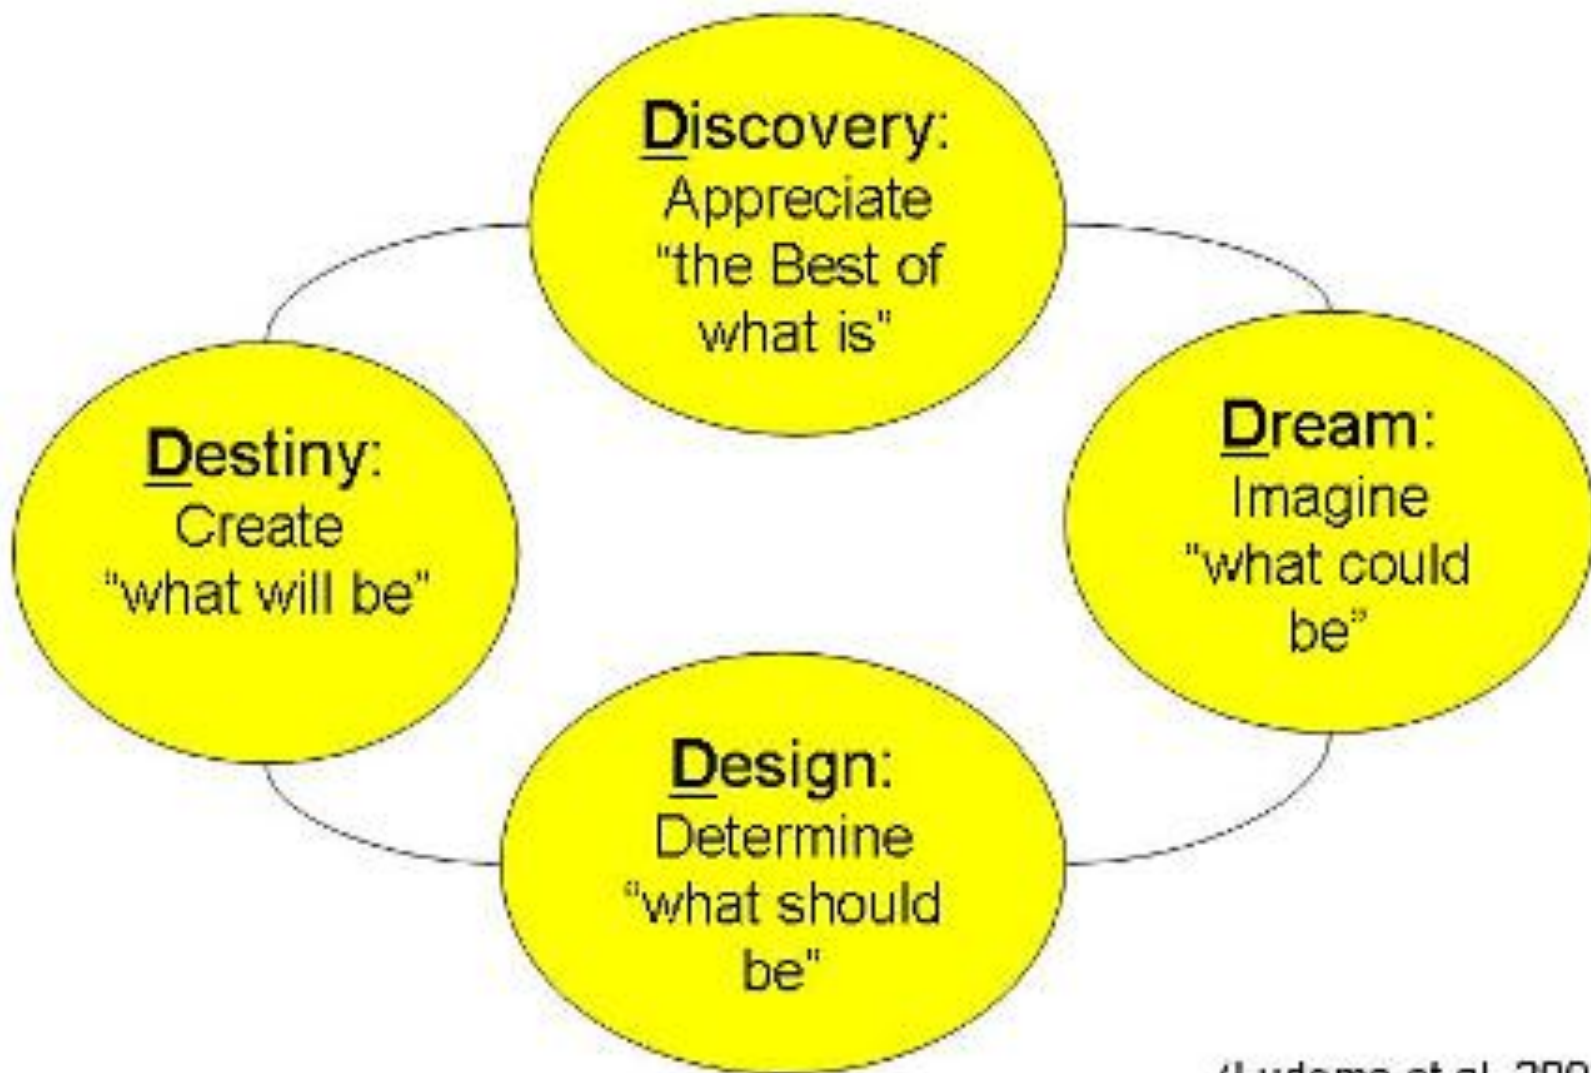 Discovery:
Appreciate
"the Best of
what is"
Dream:
Imagine
"what could
be"
Design:
Determine
"what should
be"
Destiny:
Create
"what will be"